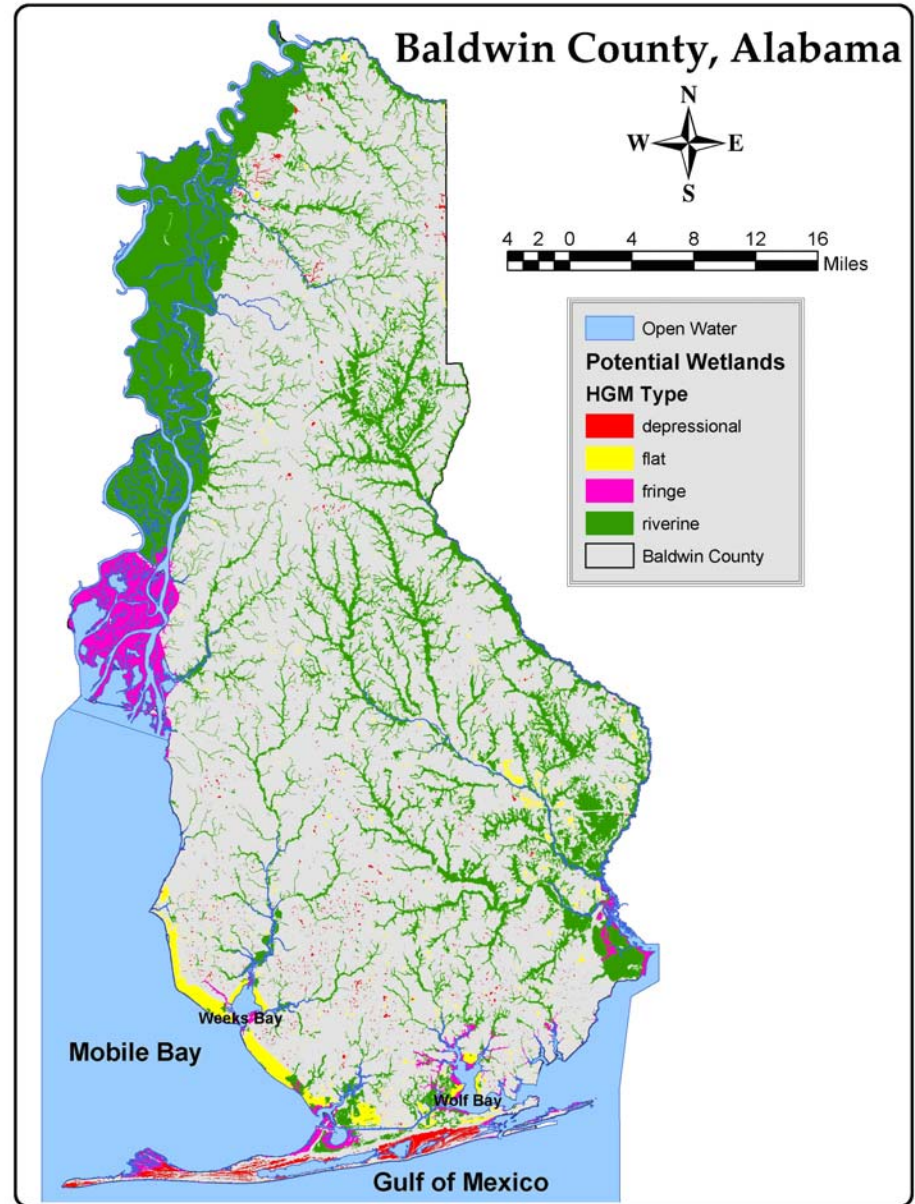 Baldwin County, Alabama
N
W E
S
4 2 0 4 8 12 16
Miles
Open Water
Potential Wetlands
HGM Type
depressional
flat
fringe
riverine
Baldwin County
Weeks Bay
Mobile Bay
Wolf Bay
Gulf of Mexico